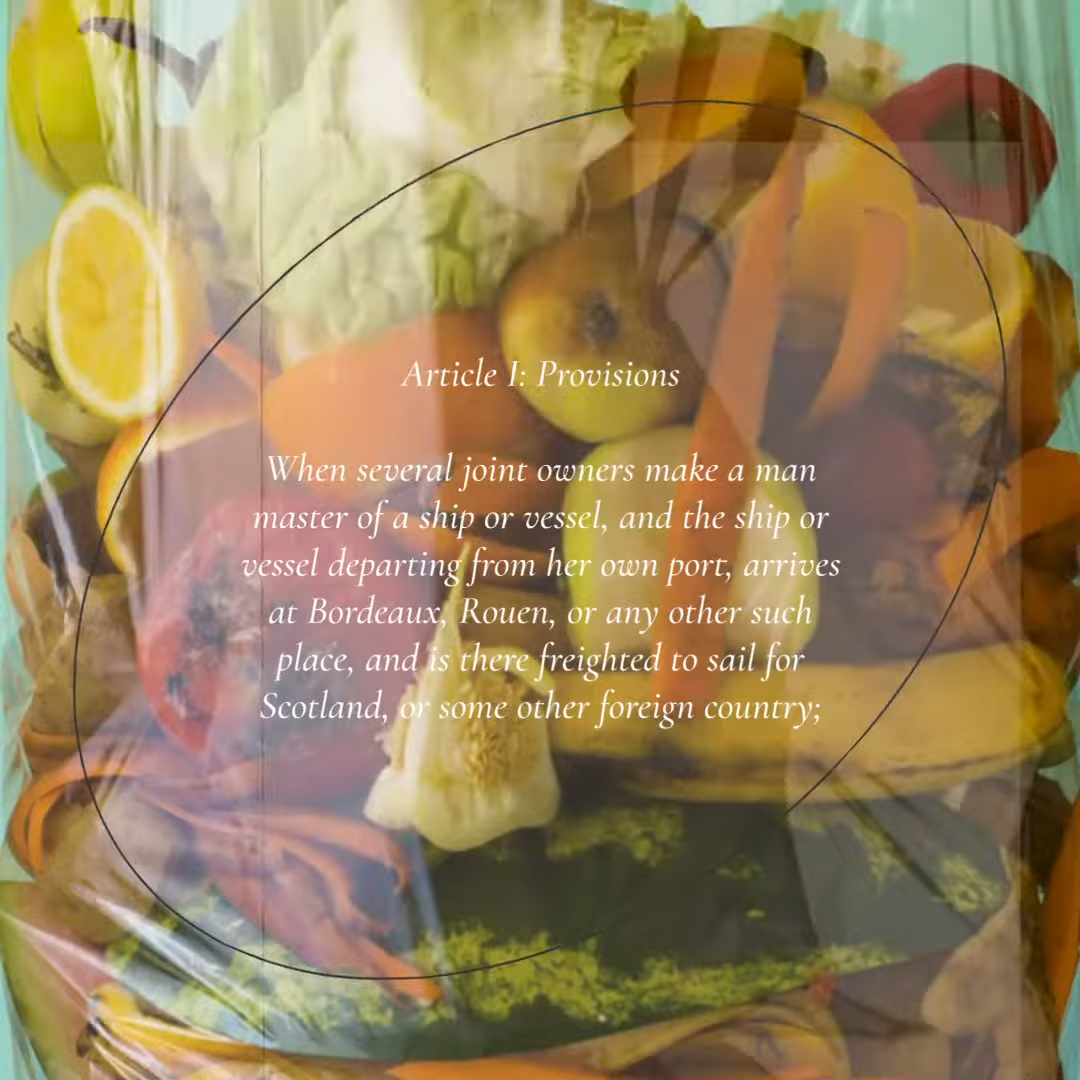 Article I: Provisions
When several joint owners make a man
master of a ship or vessel, and the ship or
vessel departing from her own port, arrives
at Bordeaux, Rouen, or any other such
place, and is there freighted to sail for
Scotland, or some other foreign country;